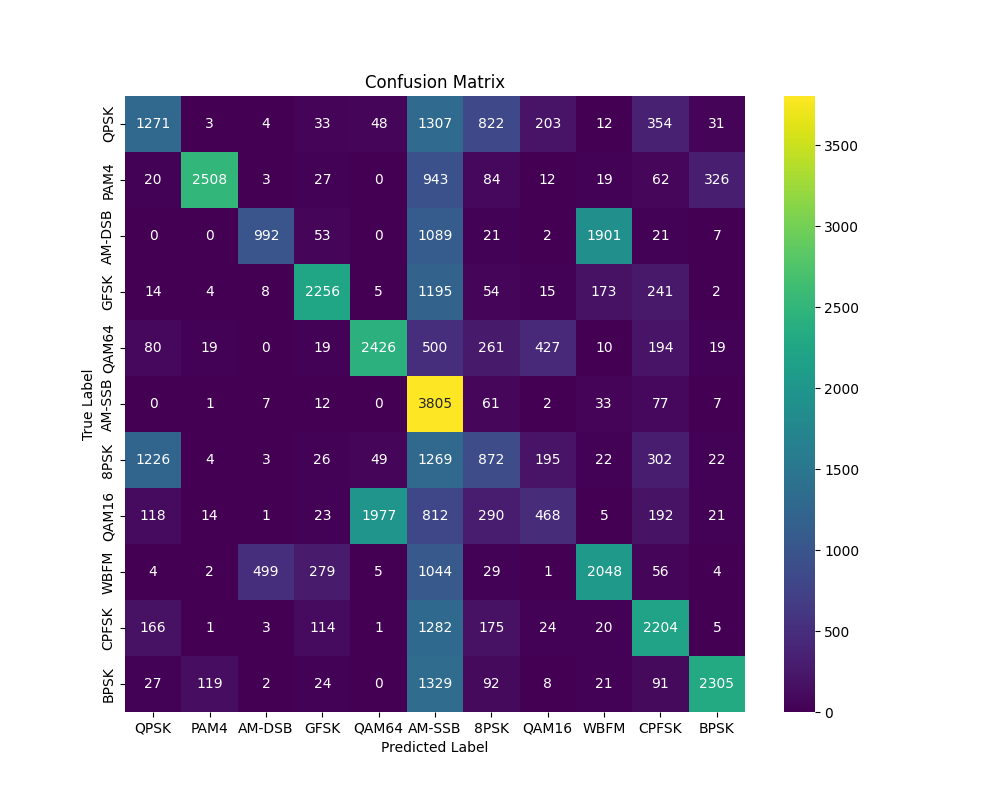 Confusion Matrix
True Label
QPSK 1271 3 4 33 48 1307 822 203 12 354 31
PAM4 20 2508 3 27 0 943 84 12 19 62 326
AM-DSB 0 0 992 53 0 1089 21 2 1901 21 7
GFSK 14 4 8 2256 5 1195 54 15 173 241 2
QAM64 80 19 0 19 2426 500 261 427 10 194 19
AM-SSB 0 1 7 12 0 3805 61 2 33 77 7
8PSK 1226 4 3 26 49 1269 872 195 22 302 22
QAM16 118 14 1 23 1977 812 290 468 5 192 21
WBFM 4 2 499 279 5 1044 29 1 2048 56 4
CPFSK 166 1 3 114 1 1282 175 24 20 2204 5
BPSK 27 119 2 24 0 1329 92 8 21 91 2305
QPSK PAM4 AM-DSB GFSK QAM64 AM-SSB 8PSK QAM16 WBFM CPFSK BPSK
Predicted Label
3500
3000
2500
2000
1500
1000
500
0